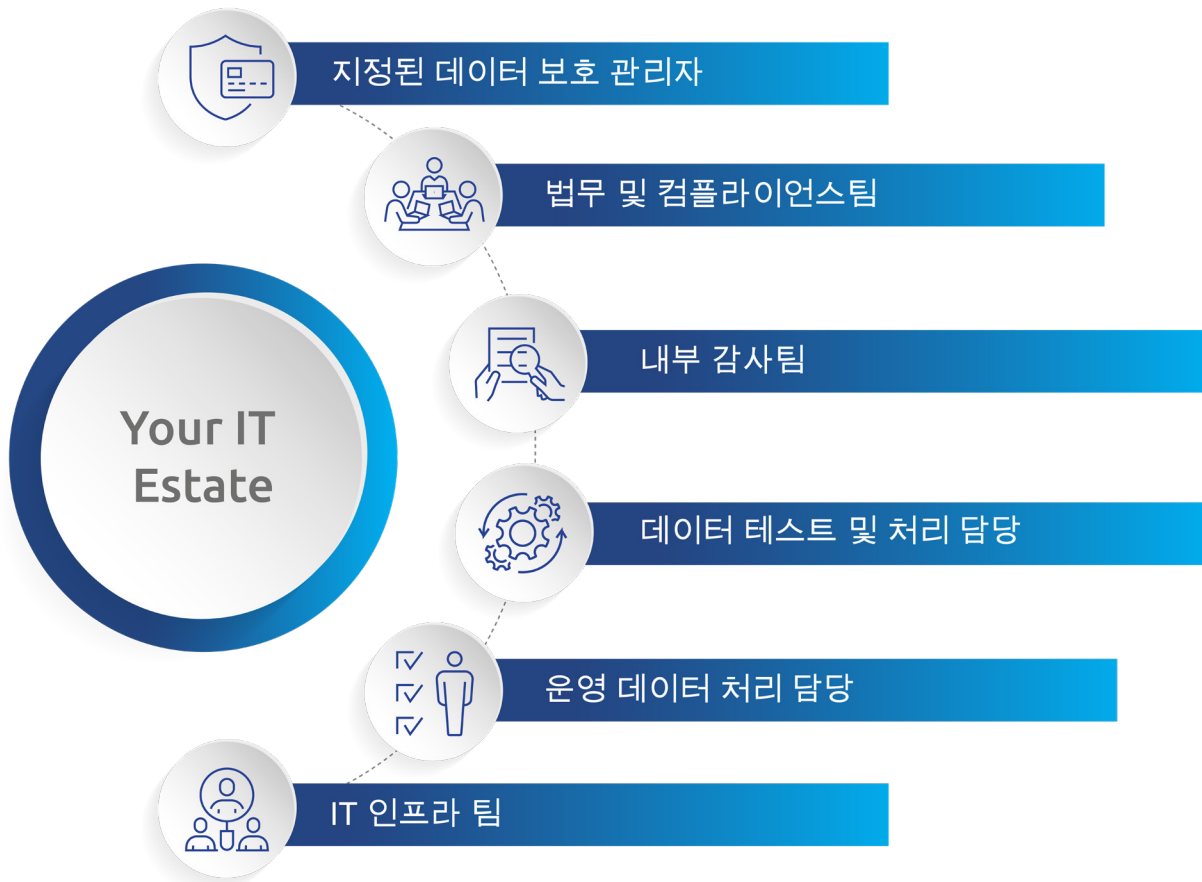 지정된 데이터 보호 관리자
법무 및 컴플라이언스팀
내부 감사팀
Your IT
Estate
데이터 테스트 및 처리 담당
운영 데이터 처리 담당
IT 인프라 팀